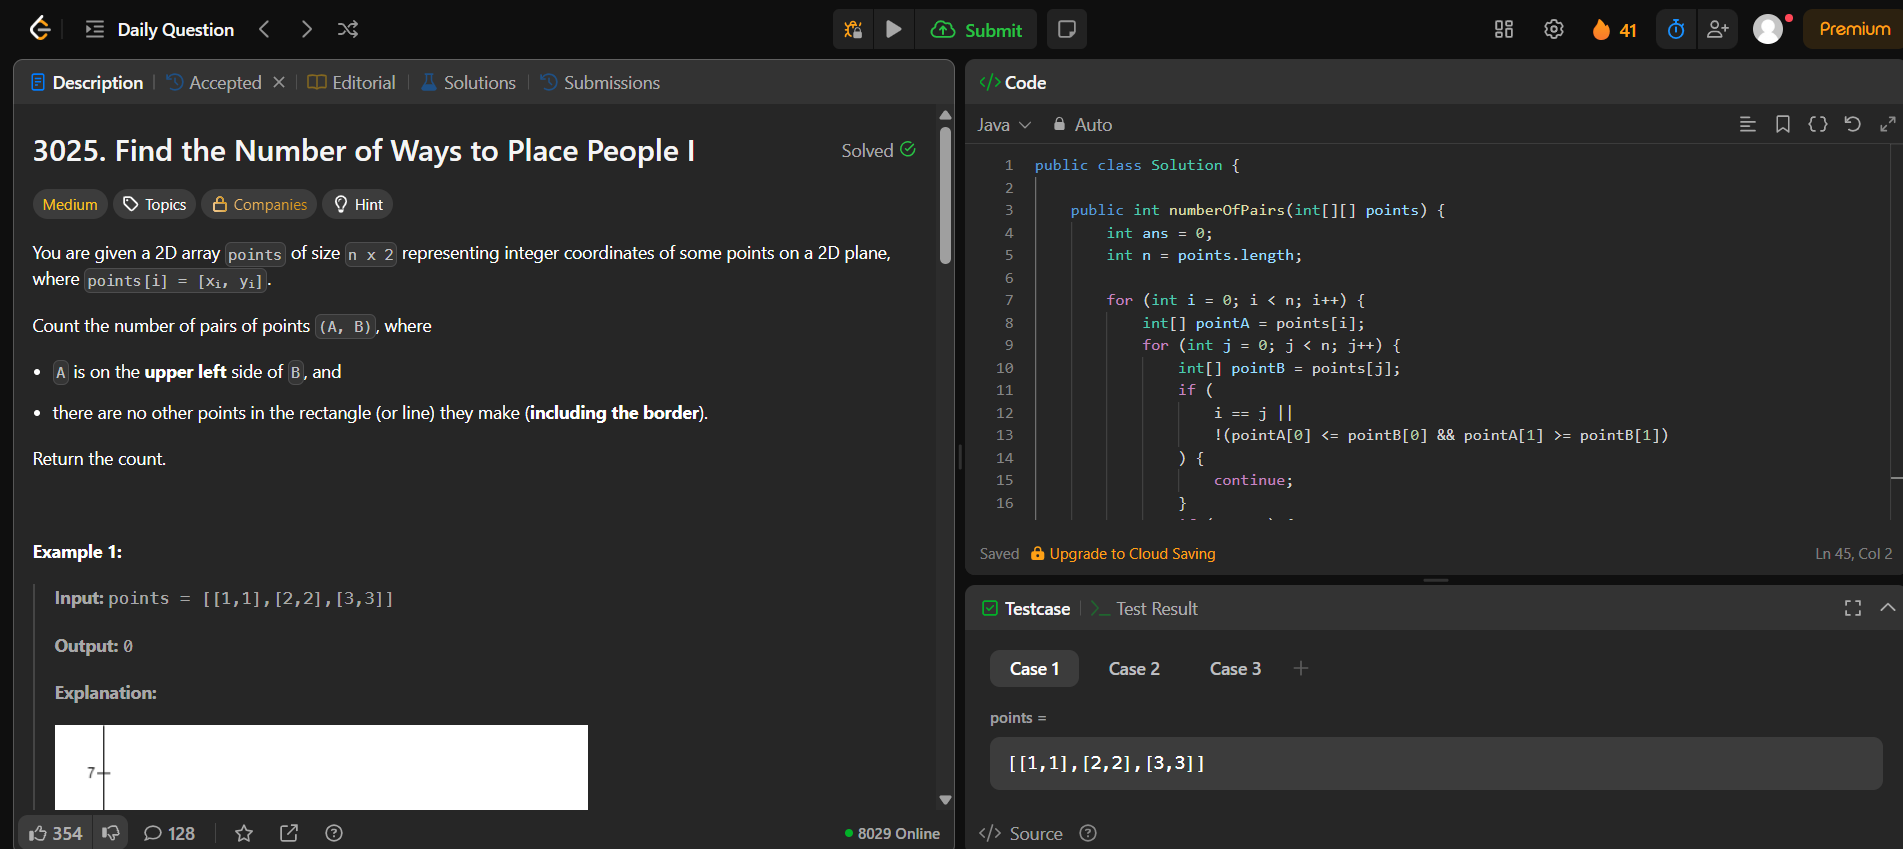 Daily Question
Submit
41
Premium
Description
Accepted
Editorial
Solutions
Submissions
3025. Find the Number of Ways to Place People I
Solved
Medium
Topics
Companies
Hint
You are given a 2D array points of size n x 2 representing integer coordinates of some points on a 2D plane,
where points[i] = [xi, yi].
Count the number of pairs of points (A, B), where
• A is on the upper left side of B, and
• there are no other points in the rectangle (or line) they make (including the border).
Return the count.
Example 1:
Input: points = [[1,1],[2,2],[3,3]]
Output: 0
Explanation:
7
354
128
8029 Online
</> Code
Java
Auto
1 public class Solution {
2
3 public int numberOfPairs(int[][] points) {
4 int ans = 0;
5 int n = points.length;
6
7 for (int i = 0; i < n; i++) {
8 int[] pointA = points[i];
9 for (int j = 0; j < n; j++) {
10 int[] pointB = points[j];
11 if (
12 i == j ||
13 !(pointA[0] <= pointB[0] && pointA[1] >= pointB[1])
14 ) {
15 continue;
16 }
Saved
Upgrade to Cloud Saving
Ln 45, Col 2
Testcase
>_ Test Result
Case 1
Case 2
Case 3
+
points =
[[1,1],[2,2],[3,3]]
</> Source